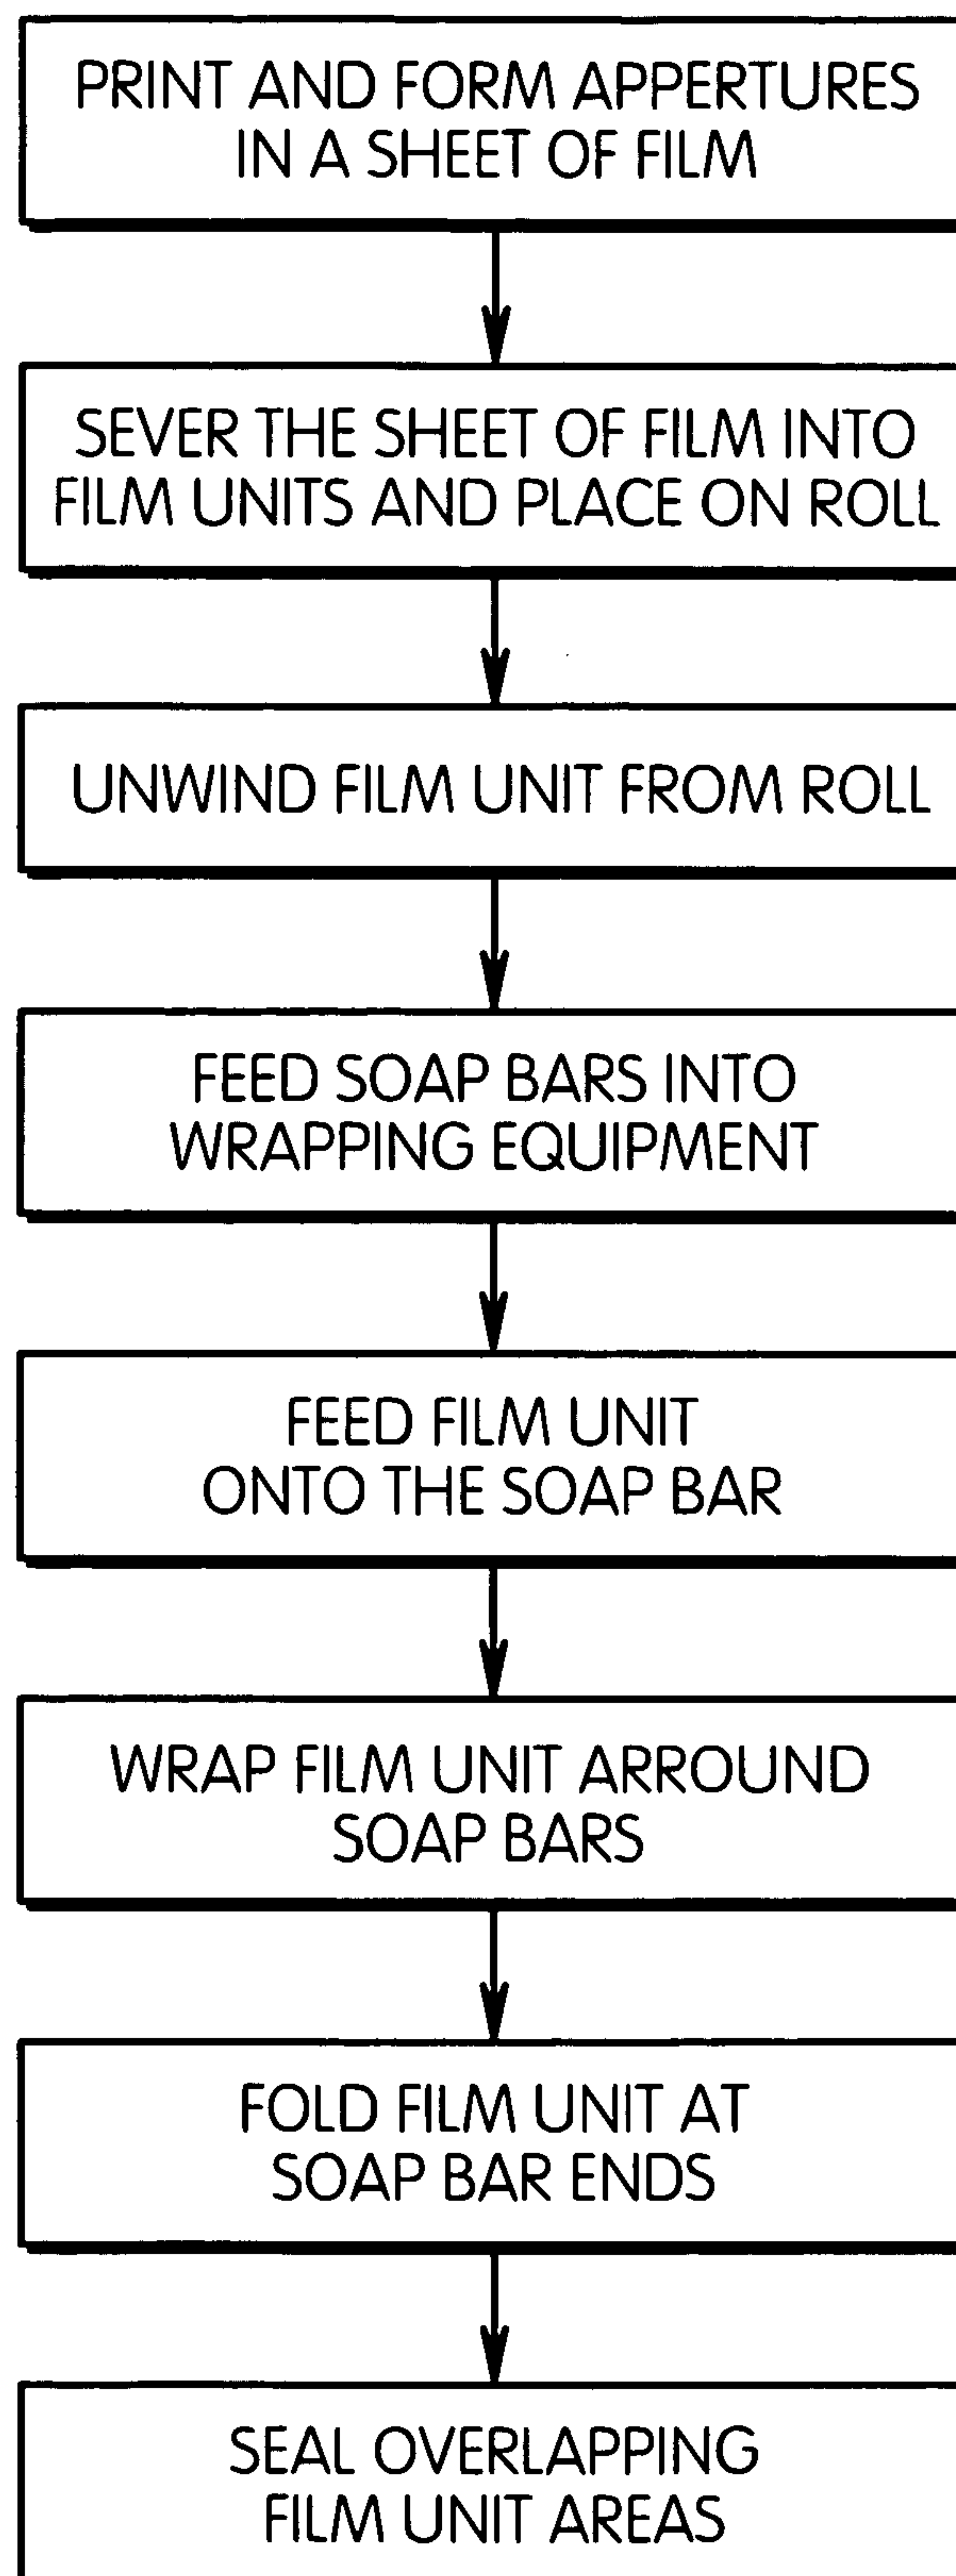 PRINT AND FORM APPERTURES
IN A SHEET OF FILM
SEVER THE SHEET OF FILM INTO
FILM UNITS AND PLACE ON ROLL
UNWIND FILM UNIT FROM ROLL
FEED SOAP BARS INTO
WRAPPING EQUIPMENT
FEED FILM UNIT
ONTO THE SOAP BAR
WRAP FILM UNIT ARROUND
SOAP BARS
FOLD FILM UNIT AT
SOAP BAR ENDS
SEAL OVERLAPPING
FILM UNIT AREAS